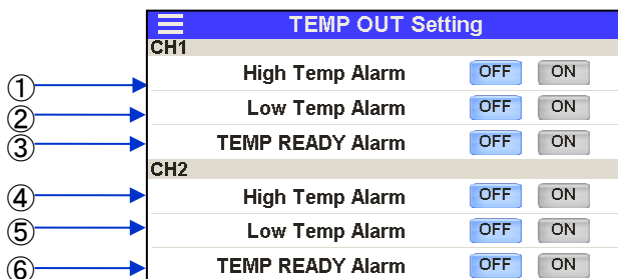 TEMP OUT Setting
CH1
① High Temp Alarm OFF ON
② Low Temp Alarm OFF ON
③ TEMP READY Alarm OFF ON
CH2
④ High Temp Alarm OFF ON
⑤ Low Temp Alarm OFF ON
⑥ TEMP READY Alarm OFF ON